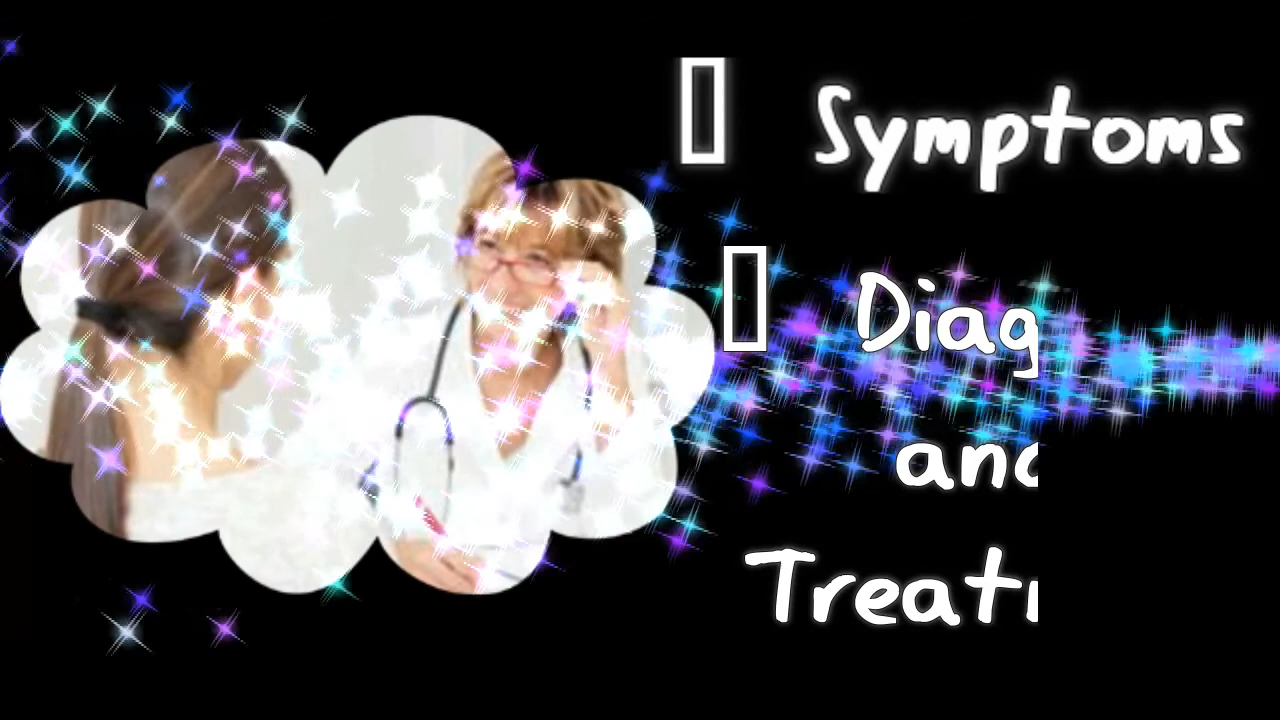 ▯ Symptoms
▯ Diag
and
Treat